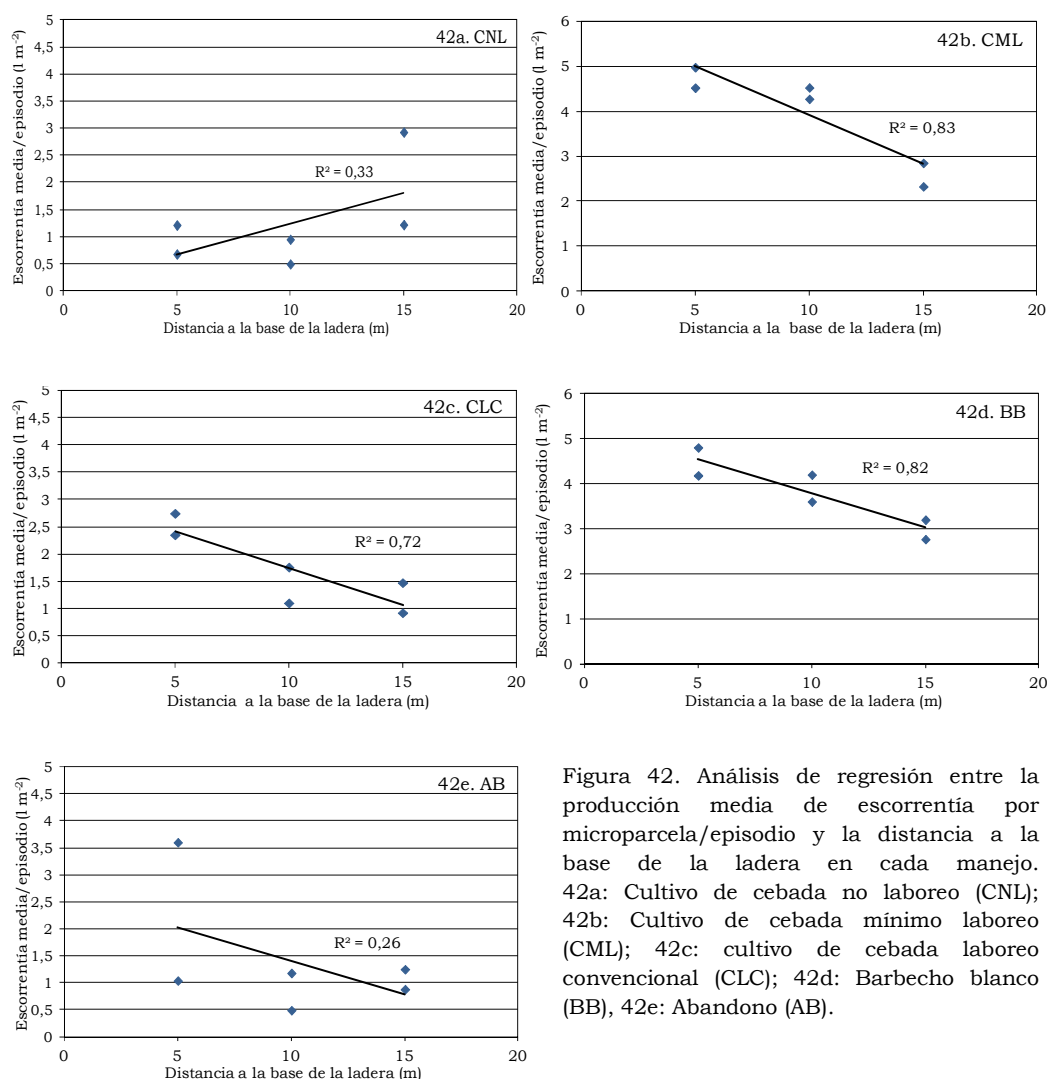 42a. CNL
Escorrentía media/episodio (l m⁻²)
5
4,5
4
3,5
3
2,5
2
1,5
1
0,5
0
R² = 0,33
0 5 10 15 20
Distancia a la base de la ladera (m)
42b. CML
Escorrentía media/episodio (l m⁻²)
6
5
4
3
2
1
0
R² = 0,83
0 5 10 15 20
Distancia a la base de la ladera (m)
42c. CLC
Escorrentía media/episodio (l m⁻²)
5
4,5
4
3,5
3
2,5
2
1,5
1
0,5
0
R² = 0,72
0 5 10 15 20
Distancia a la base de la ladera (m)
42d. BB
Escorrentía media/episodio (l m⁻²)
6
5
4
3
2
1
0
R² = 0,82
0 5 10 15 20
Distancia a la base de la ladera (m)
42e. AB
Escorrentía media/episodio (l m⁻²)
5
4,5
4
3,5
3
2,5
2
1,5
1
0,5
0
R² = 0,26
0 5 10 15 20
Distancia a la base de la ladera (m)
Figura 42. Análisis de regresión entre la
producción media de escorrentía por
microparcela/episodio y la distancia a la
base de la ladera en cada manejo.
42a: Cultivo de cebada no laboreo (CNL);
42b: Cultivo de cebada mínimo laboreo
(CML); 42c: cultivo de cebada laboreo
convencional (CLC); 42d: Barbecho blanco
(BB), 42e: Abandono (AB).